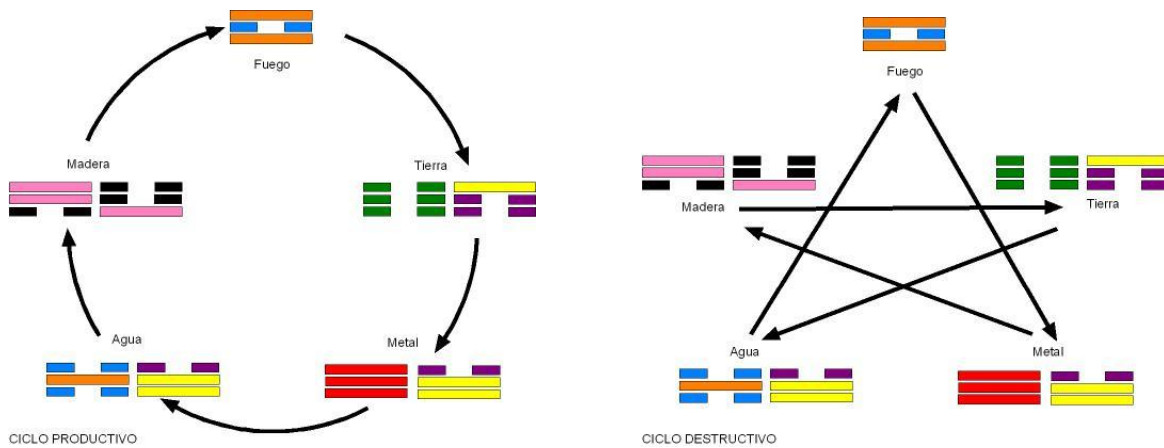 Fuego
Madera
Tierra
Agua
Metal
CICLO PRODUCTIVO
Fuego
Madera
Tierra
Agua
Metal
CICLO DESTRUCTIVO